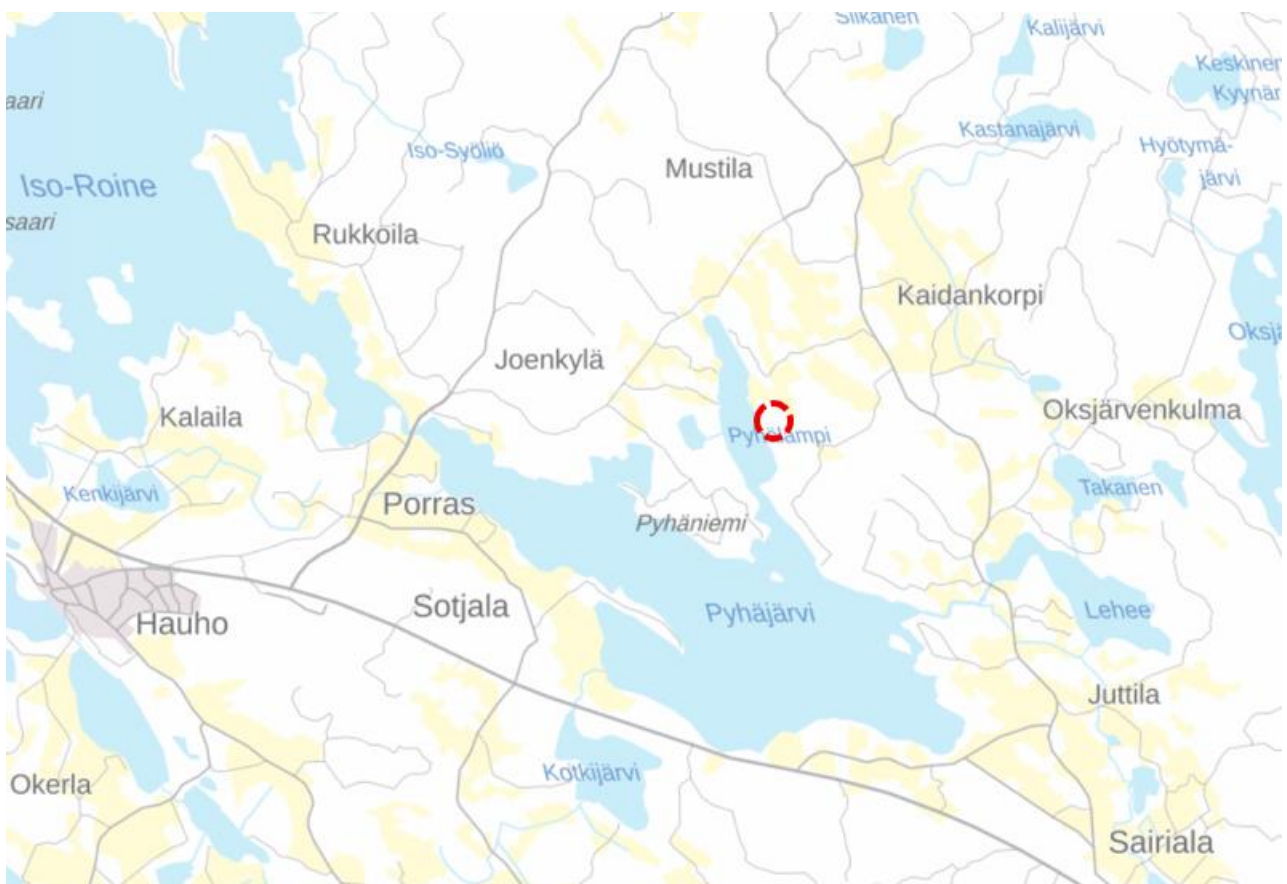 Siikanen
Kalijärvi
Keskinen
Kyynär
aari
Kastanajärvi
Iso-Syöliö
Mustila
Hyötymä-
järvi
Iso-Roine
saari
Rukkoila
Kaidankorpi
Oksjä
Joenkylä
Kalaila
Oksjärvenkulma
Pyhälampi
Kenkijärvi
Porras
Takanen
Pyhäniemi
Sotjala
Pyhäjärvi
Lehee
Hauho
Juttila
Okerla
Kotkijärvi
Sairiala